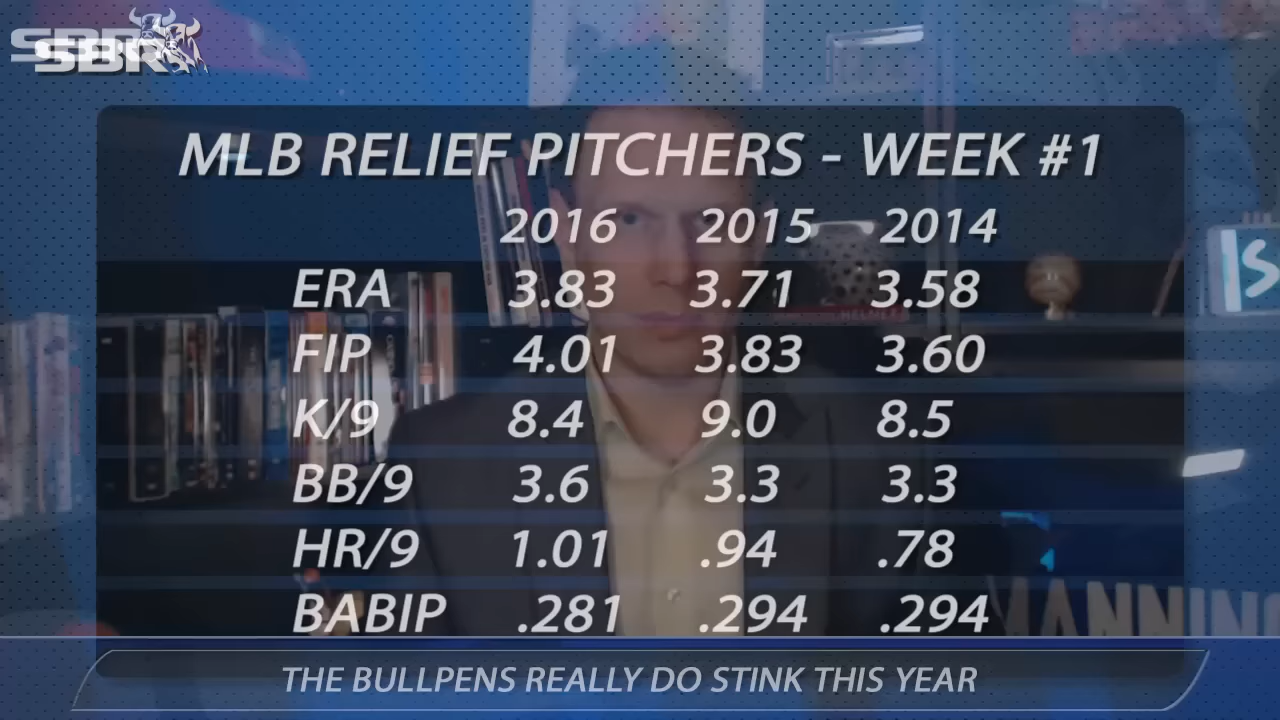 SBR
MLB RELIEF PITCHERS - WEEK #1
2016 2015 2014
ERA 3.83 3.71 3.58
FIP 4.01 3.83 3.60
K/9 8.4 9.0 8.5
BB/9 3.6 3.3 3.3
HR/9 1.01 .94 .78
BABIP .281 .294 .294
THE BULLPENS REALLY DO STINK THIS YEAR